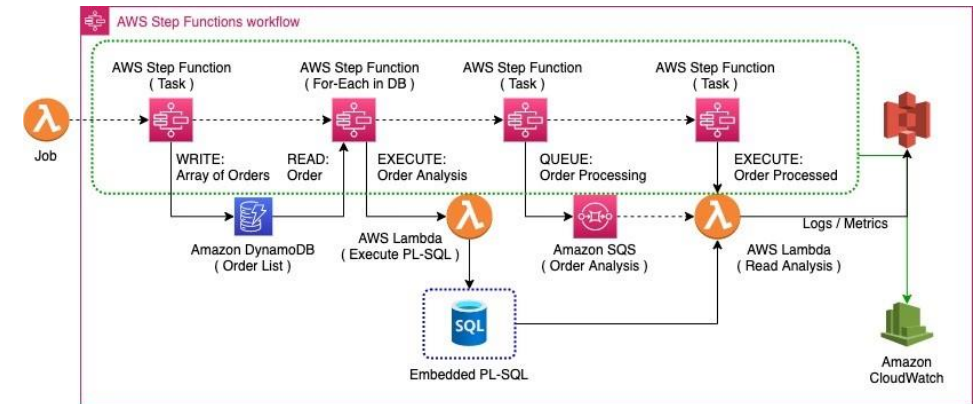 AWS Step Functions workflow
AWS Step Function
( Task )
AWS Step Function
( For-Each in DB )
AWS Step Function
( Task )
AWS Step Function
( Task )
Job
WRITE:
Array of Orders
READ:
Order
EXECUTE:
Order Analysis
QUEUE:
Order Processing
EXECUTE:
Order Processed
Amazon DynamoDB
( Order List )
AWS Lambda
( Execute PL-SQL )
Amazon SQS
( Order Analysis )
AWS Lambda
( Read Analysis )
Logs / Metrics
SQL
Embedded PL-SQL
Amazon
CloudWatch